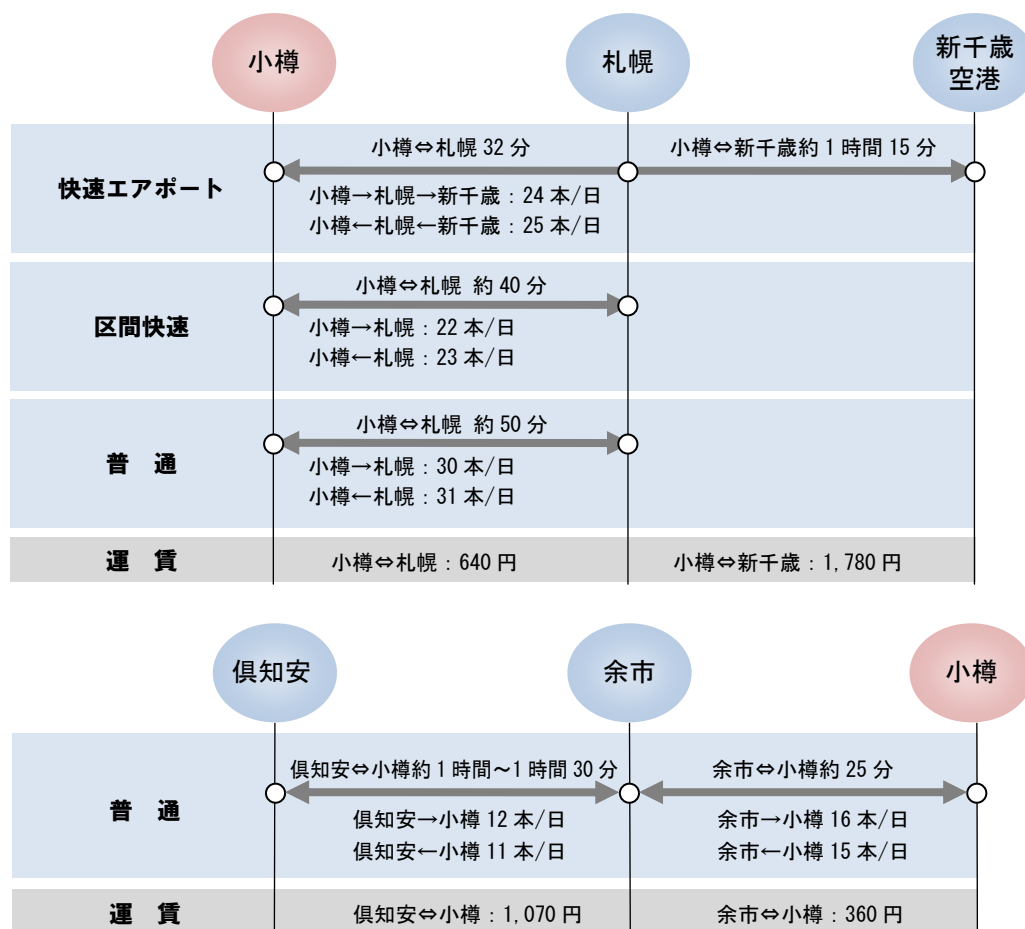 小樽
札幌
新千歳
空港
快速エアポート
小樽⇔札幌 32 分
小樽⇔新千歳約 1 時間 15 分
小樽→札幌→新千歳：24 本/日
小樽←札幌←新千歳：25 本/日
区間快速
小樽⇔札幌 約 40 分
小樽→札幌：22 本/日
小樽←札幌：23 本/日
普 通
小樽⇔札幌 約 50 分
小樽→札幌：30 本/日
小樽←札幌：31 本/日
運 賃
小樽⇔札幌：640 円
小樽⇔新千歳：1,780 円
倶知安
余市
小樽
普 通
倶知安⇔小樽約 1 時間～1 時間 30 分
余市⇔小樽約 25 分
倶知安→小樽 12 本/日
余市→小樽 16 本/日
倶知安←小樽 11 本/日
余市←小樽 15 本/日
運 賃
倶知安⇔小樽：1,070 円
余市⇔小樽：360 円